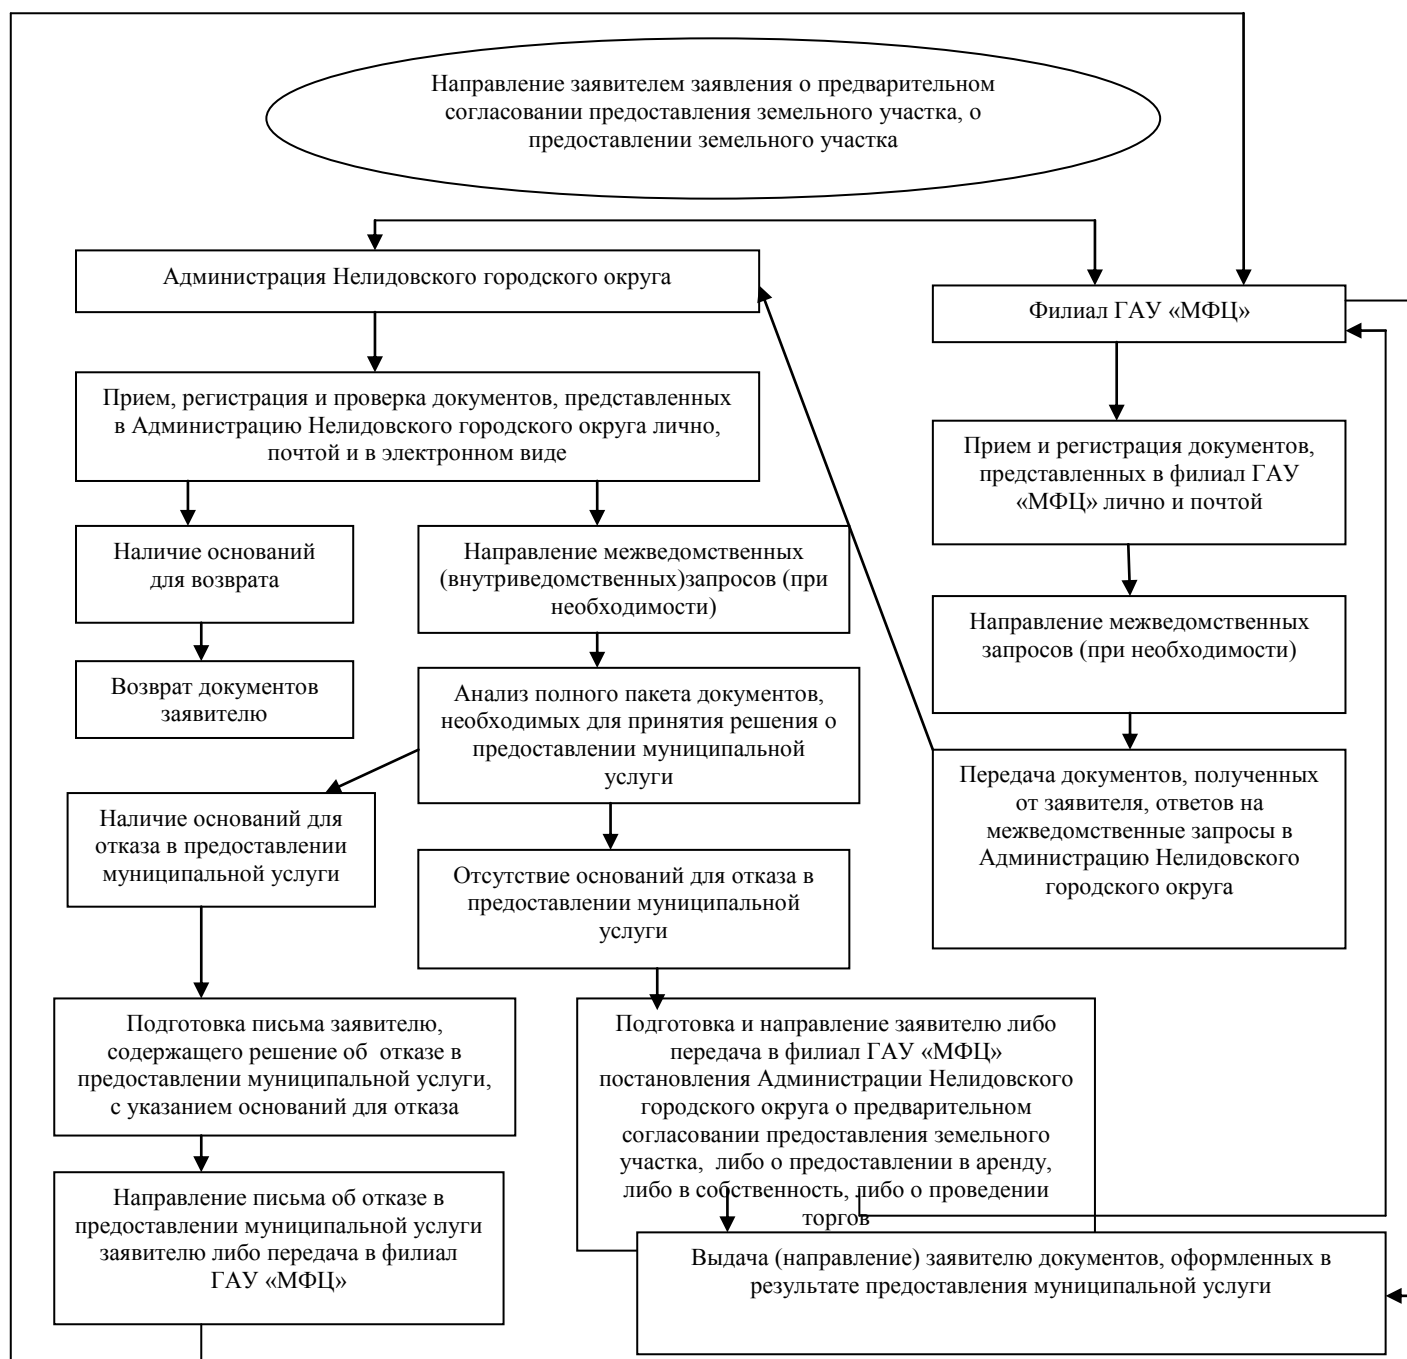 Направление заявителем заявления о предварительном
согласовании предоставления земельного участка, о
предоставлении земельного участка
Администрация Нелидовского городского округа
Филиал ГАУ «МФЦ»
Прием, регистрация и проверка документов, представленных
в Администрацию Нелидовского городского округа лично,
почтой и в электронном виде
Прием и регистрация документов,
представленных в филиал ГАУ
«МФЦ» лично и почтой
Наличие оснований
для возврата
Направление межведомственных
(внутриведомственных)запросов (при
необходимости)
Направление межведомственных
запросов (при необходимости)
Возврат документов
заявителю
Анализ полного пакета документов,
необходимых для принятия решения о
предоставлении муниципальной
услуги
Передача документов, полученных
от заявителя, ответов на
межведомственные запросы в
Администрацию Нелидовского
городского округа
Наличие оснований для
отказа в предоставлении
муниципальной услуги
Отсутствие оснований для отказа в
предоставлении муниципальной
услуги
Подготовка письма заявителю,
содержащего решение об  отказе в
предоставлении муниципальной услуги,
с указанием оснований для отказа
Подготовка и направление заявителю либо
передача в филиал ГАУ «МФЦ»
постановления Администрации Нелидовского
городского округа о предварительном
согласовании предоставления земельного
участка,  либо о предоставлении в аренду,
либо в собственность, либо о проведении
торгов
Направление письма об отказе в
предоставлении муниципальной услуги
заявителю либо передача в филиал
ГАУ «МФЦ»
Выдача (направление) заявителю документов, оформленных в
результате предоставления муниципальной услуги